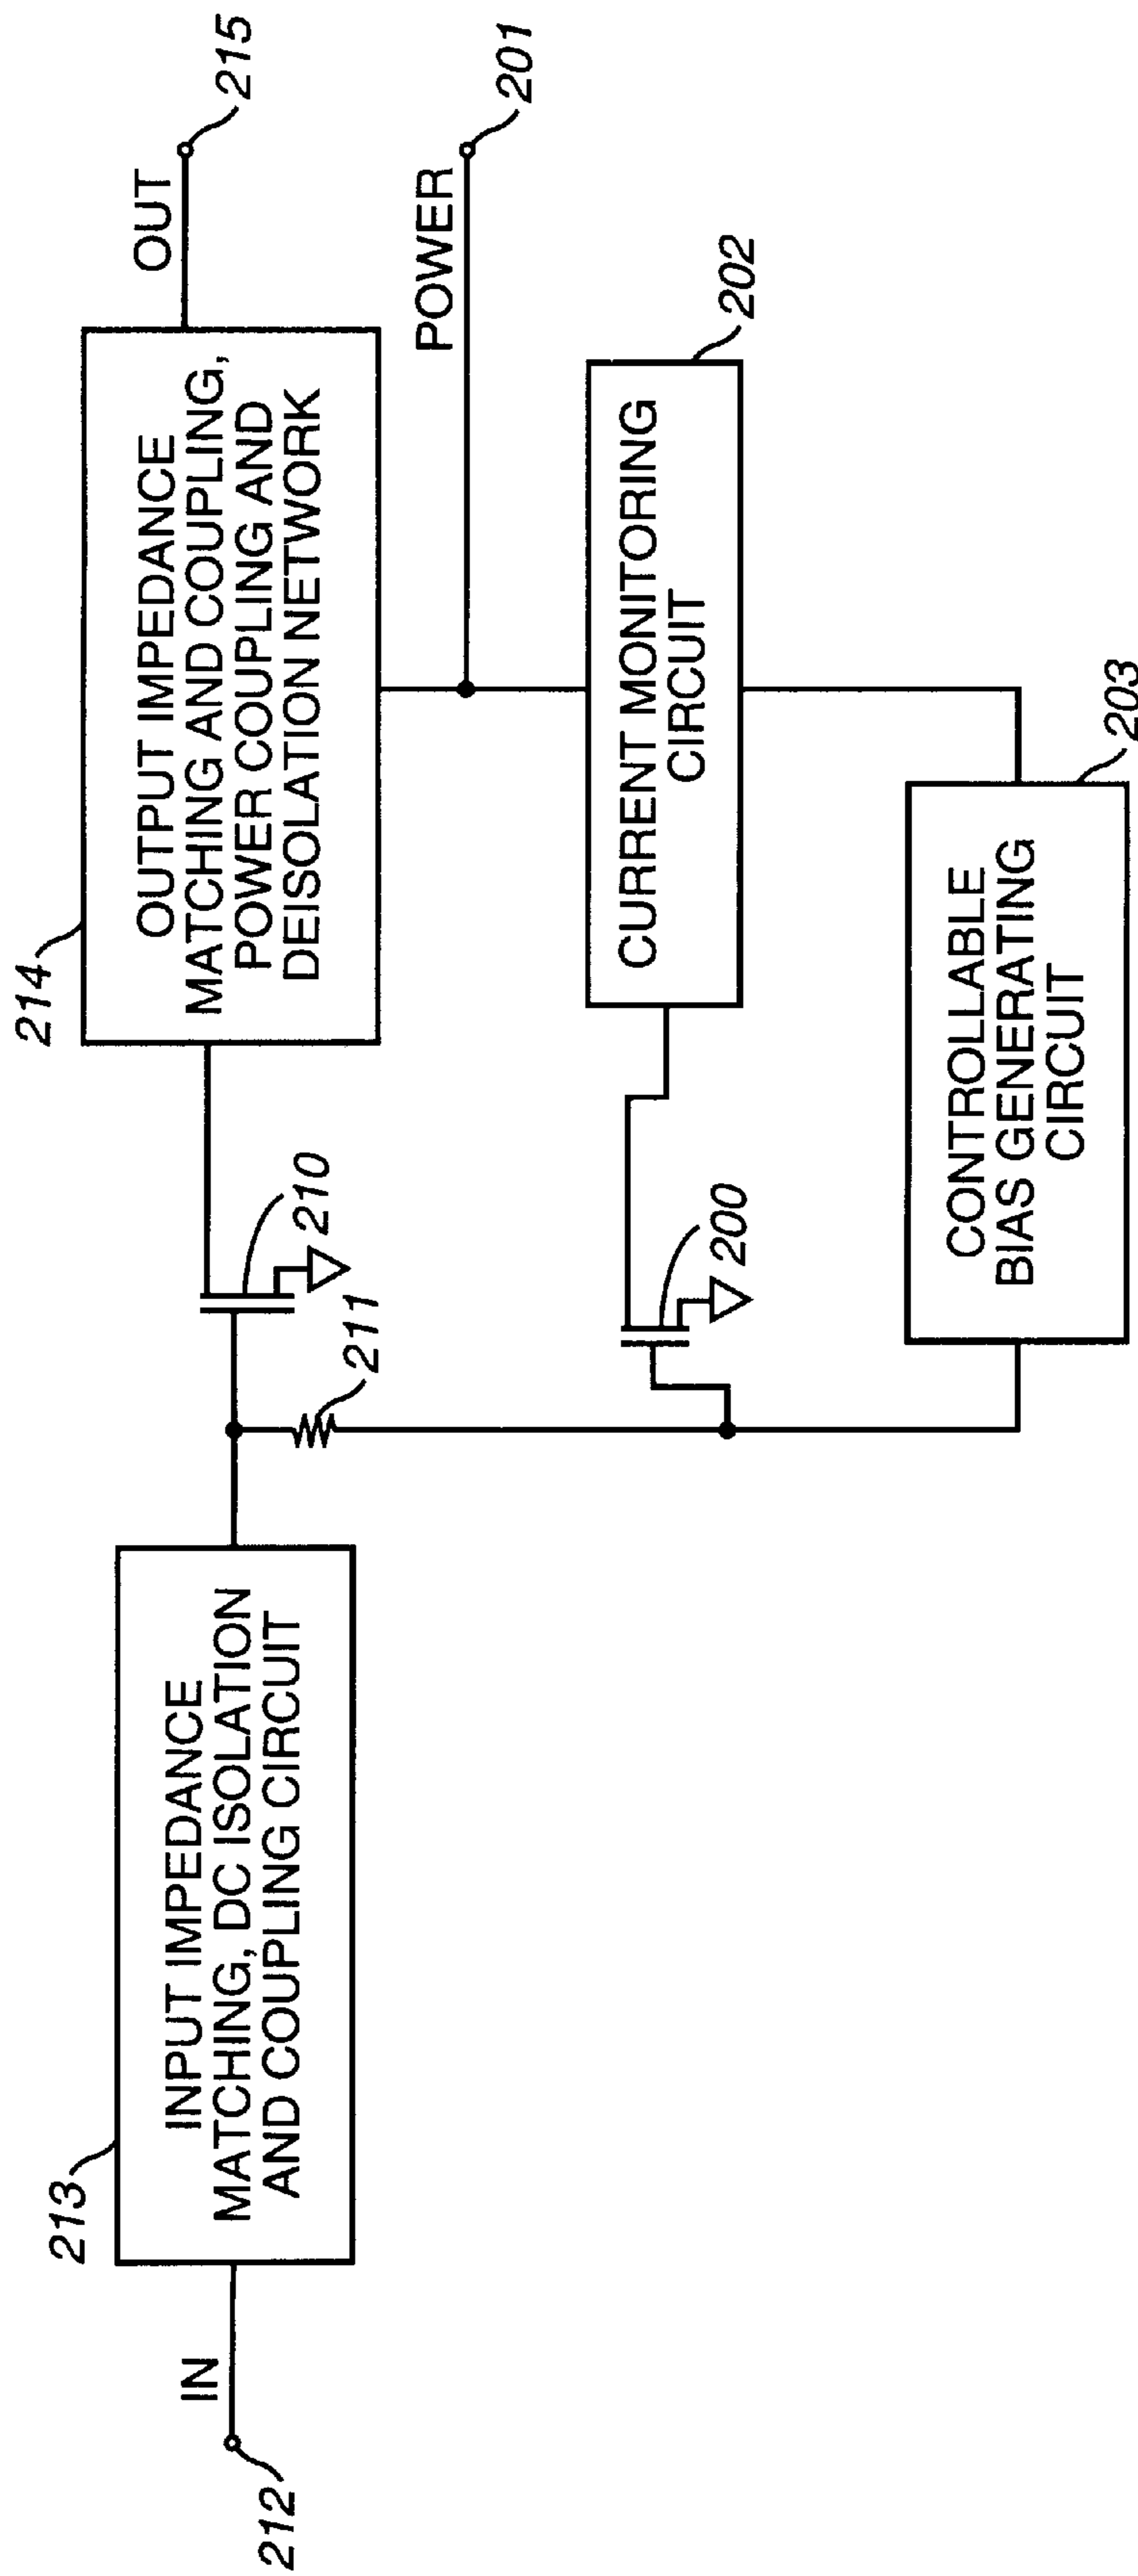 214
OUTPUT IMPEDANCE
MATCHING AND COUPLING,
POWER COUPLING AND
DEISOLATION NETWORK
OUT
215
POWER
201
213
INPUT IMPEDANCE
MATCHING, DC ISOLATION
AND COUPLING CIRCUIT
IN
212
210
211
CURRENT MONITORING
CIRCUIT
202
200
CONTROLLABLE
BIAS GENERATING
CIRCUIT
203